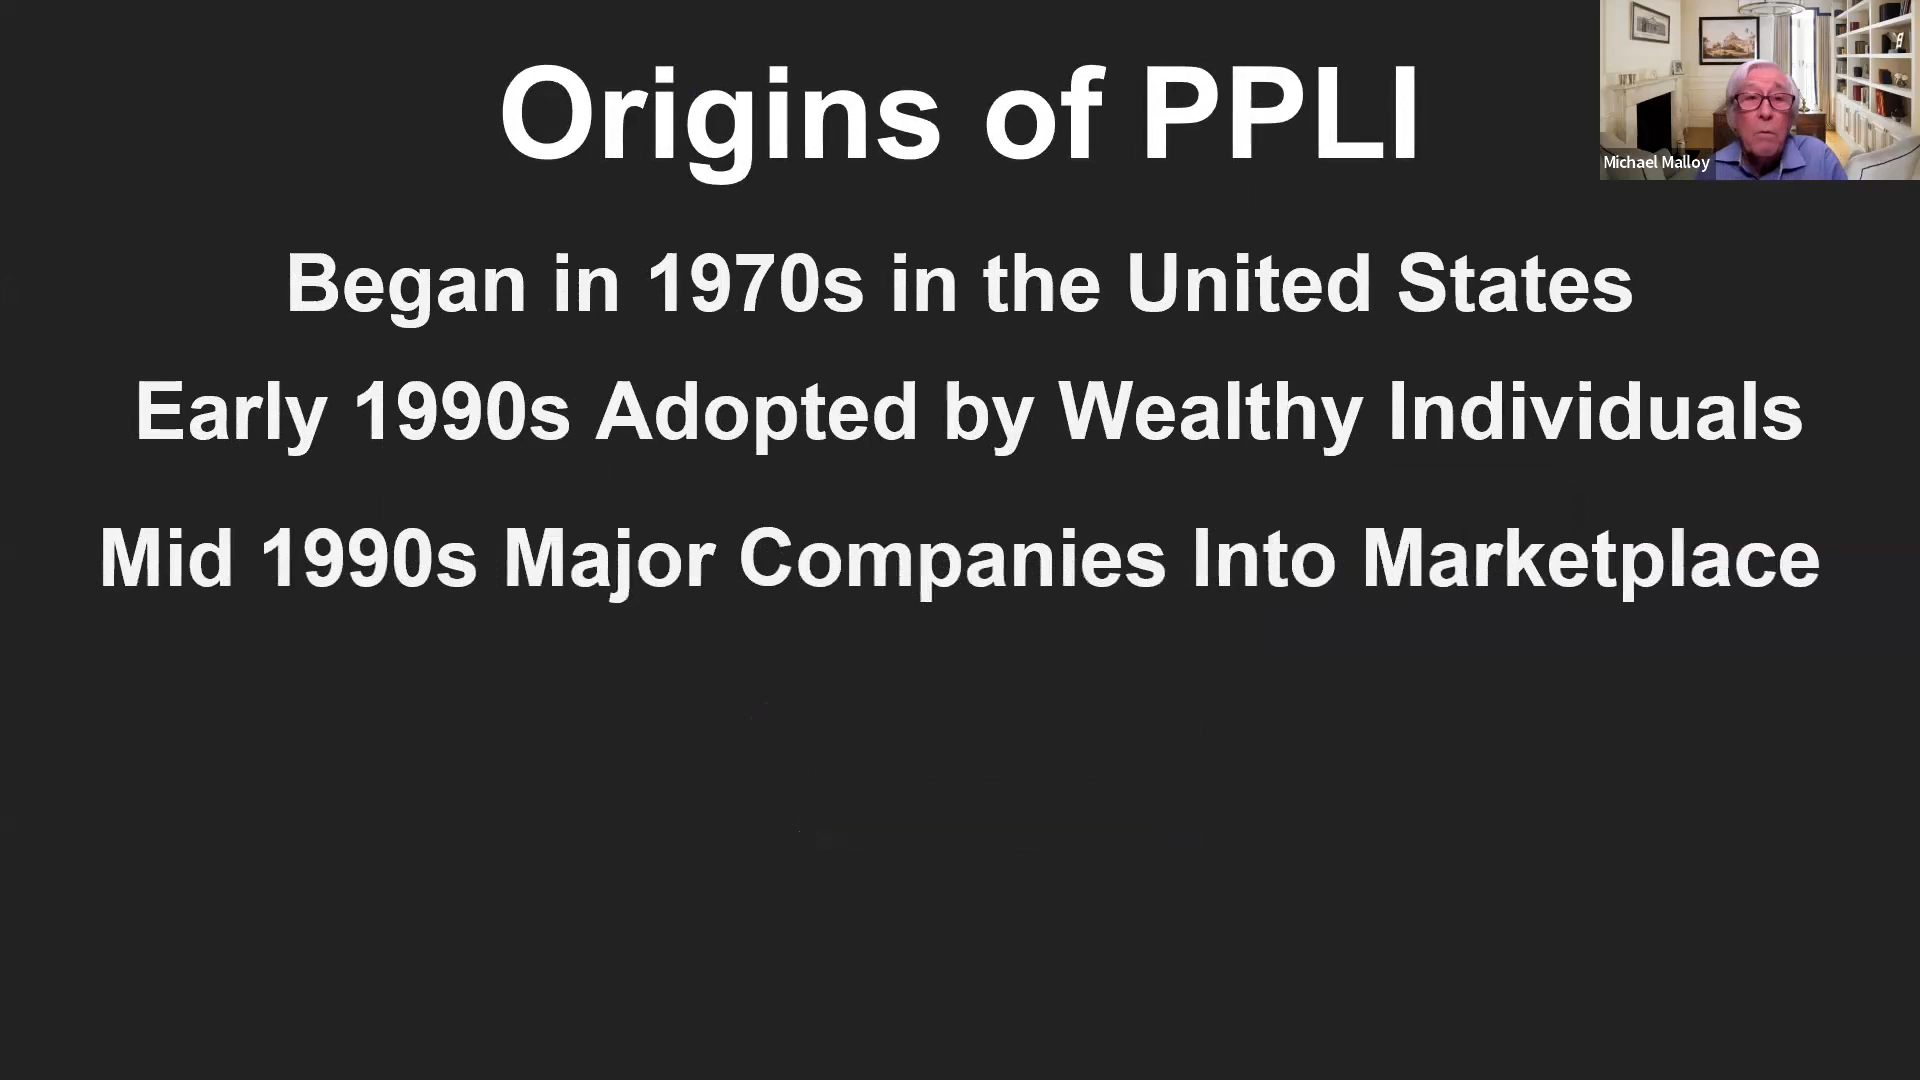 Origins of PPLI
Michael Malloy
Began in 1970s in the United States
Early 1990s Adopted by Wealthy Individuals
Mid 1990s Major Companies Into Marketplace